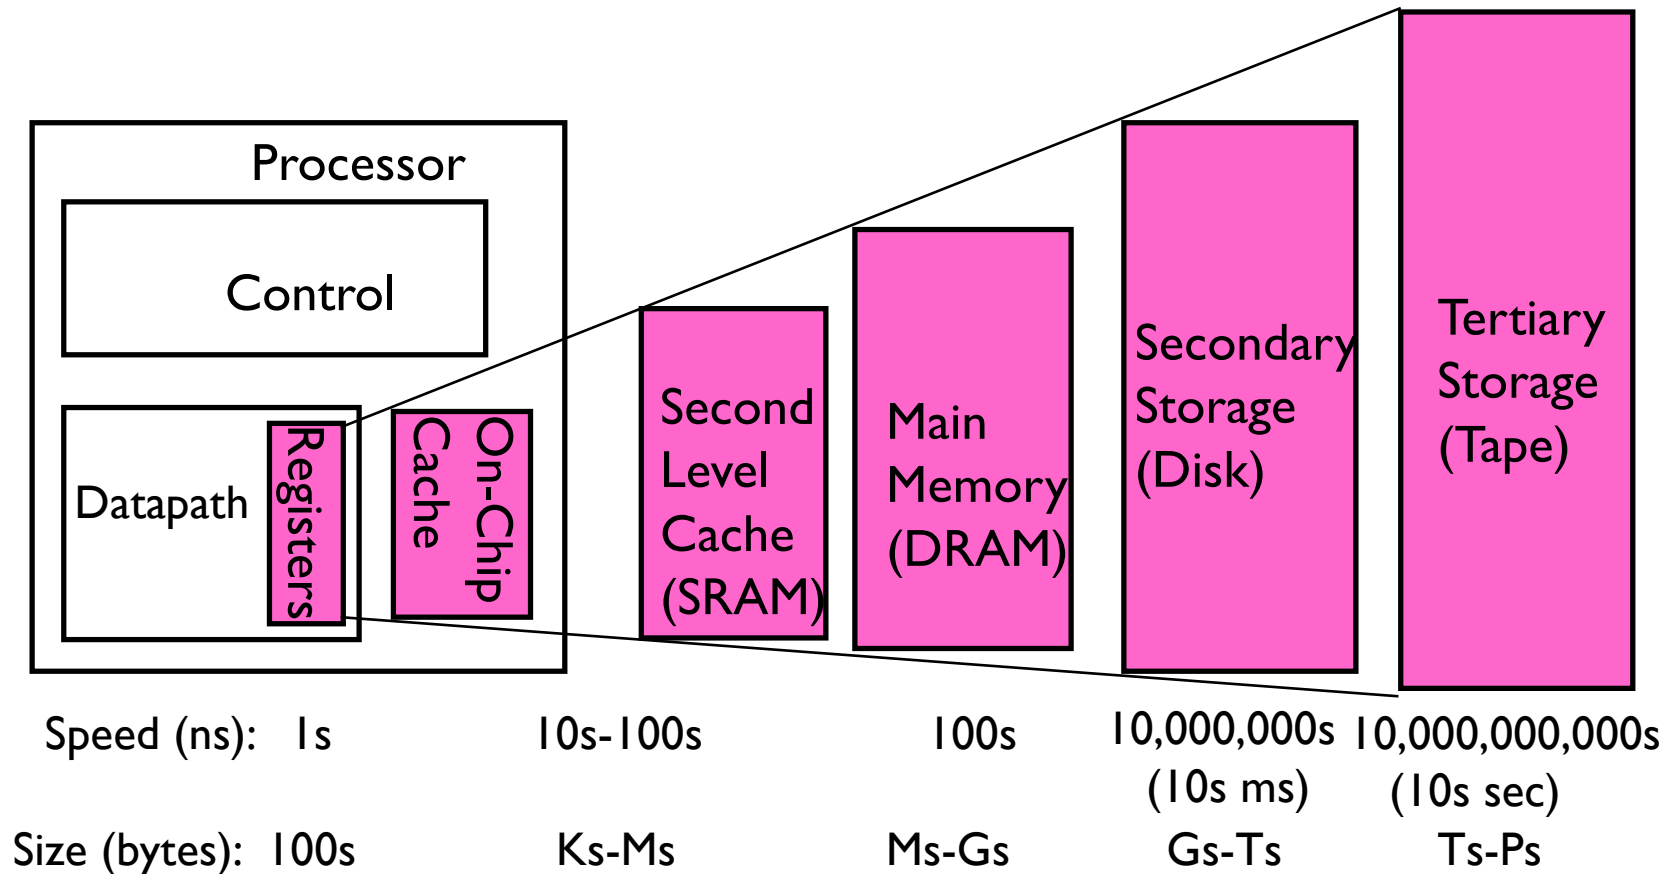 Processor
Control
Datapath
Registers
On-Chip
Cache
Second
Level
Cache
(SRAM)
Main
Memory
(DRAM)
Secondary
Storage
(Disk)
Tertiary
Storage
(Tape)
Speed (ns): 1s 10s-100s 100s 10,000,000s 10,000,000,000s
(10s ms) (10s sec)
Size (bytes): 100s Ks-Ms Ms-Gs Gs-Ts Ts-Ps